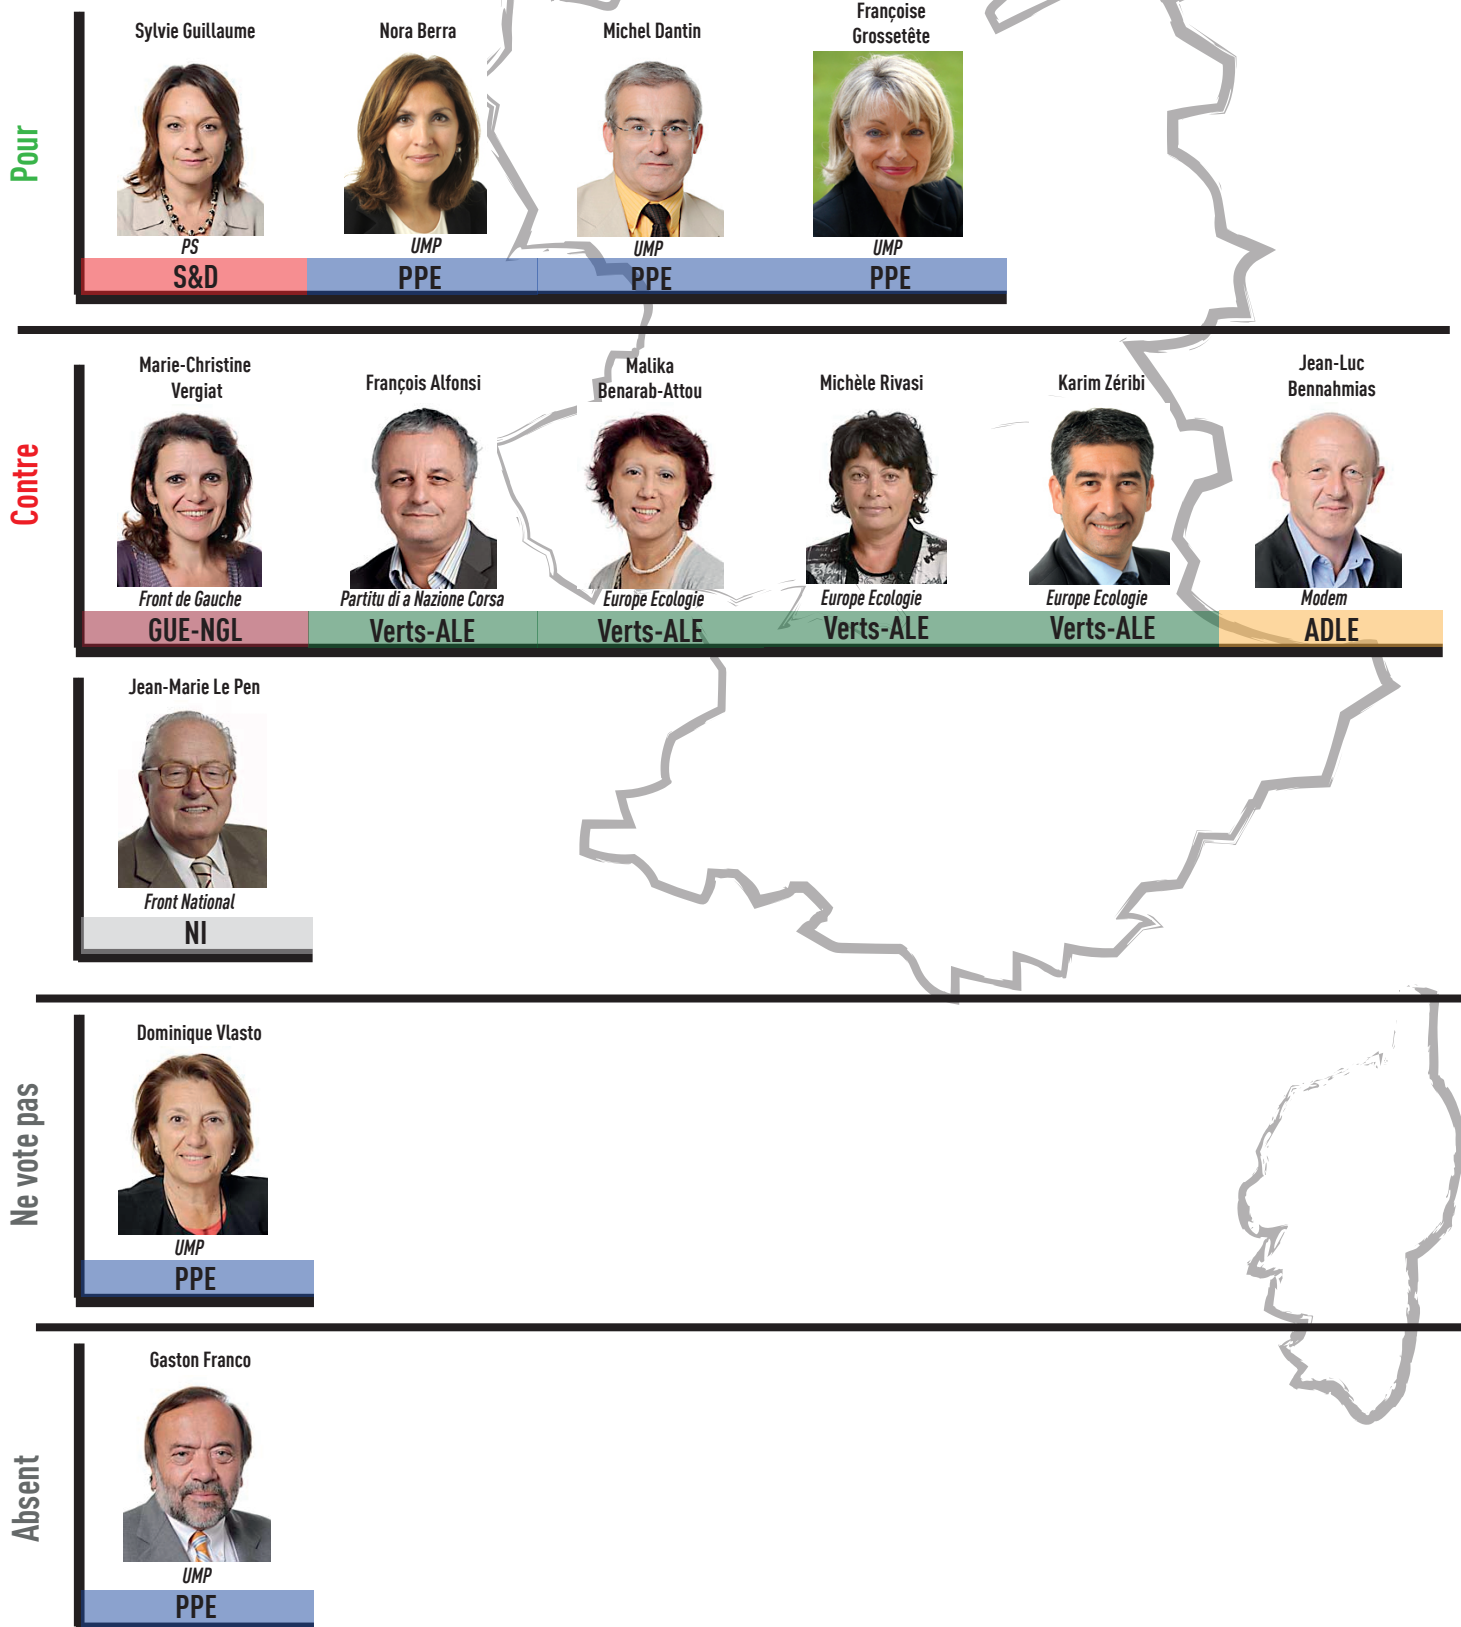 Pour
Sylvie Guillaume
PS
S&D
Nora Berra
UMP
PPE
Michel Dantin
UMP
PPE
Françoise
Grossetête
UMP
PPE
Contre
Marie-Christine
Vergiat
Front de Gauche
GUE-NGL
François Alfonsi
Partitu di a Nazione Corsa
Verts-ALE
Malika
Benarab-Attou
Europe Ecologie
Verts-ALE
Michèle Rivasi
Europe Ecologie
Verts-ALE
Karim Zéribi
Europe Ecologie
Verts-ALE
Jean-Luc
Bennahmias
Modem
ADLE
Jean-Marie Le Pen
Front National
NI
Ne vote pas
Dominique Vlasto
UMP
PPE
Absent
Gaston Franco
UMP
PPE